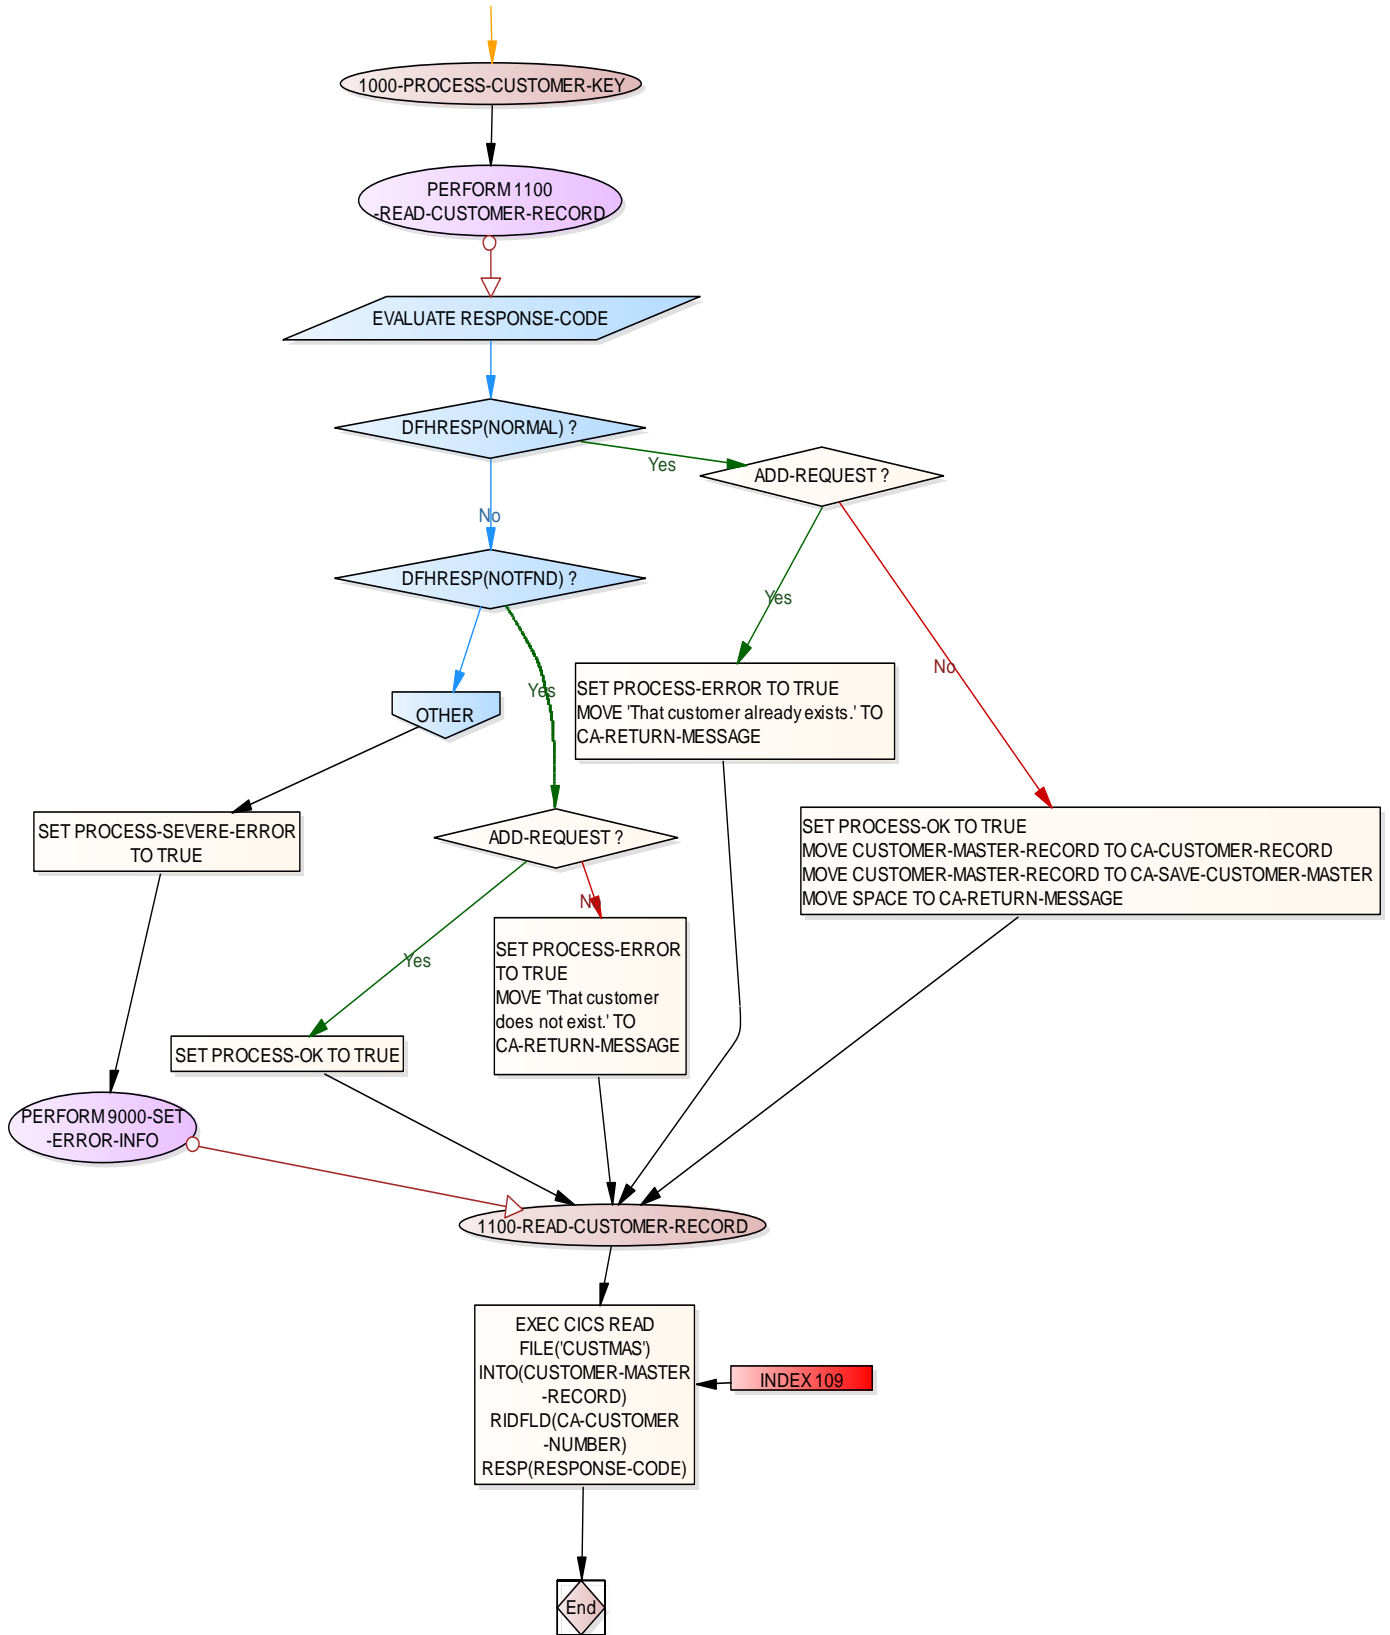 1000-PROCESS-CUSTOMER-KEY
PERFORM 1100
-READ-CUSTOMER-RECORD
EVALUATE RESPONSE-CODE
DFHRESP(NORMAL) ?
Yes
ADD-REQUEST ?
No
DFHRESP(NOTFND) ?
Yes
No
Yes
SET PROCESS-ERROR TO TRUE
MOVE 'That customer already exists.' TO
CA-RETURN-MESSAGE
OTHER
SET PROCESS-SEVERE-ERROR
TO TRUE
ADD-REQUEST ?
SET PROCESS-OK TO TRUE
MOVE CUSTOMER-MASTER-RECORD TO CA-CUSTOMER-RECORD
MOVE CUSTOMER-MASTER-RECORD TO CA-SAVE-CUSTOMER-MASTER
MOVE SPACE TO CA-RETURN-MESSAGE
No
Yes
SET PROCESS-ERROR
TO TRUE
MOVE 'That customer
does not exist.' TO
CA-RETURN-MESSAGE
SET PROCESS-OK TO TRUE
PERFORM 9000-SET
-ERROR-INFO
1100-READ-CUSTOMER-RECORD
EXEC CICS READ
FILE('CUSTMAS')
INTO(CUSTOMER-MASTER
-RECORD)
RIDFLD(CA-CUSTOMER
-NUMBER)
RESP(RESPONSE-CODE)
INDEX 109
End